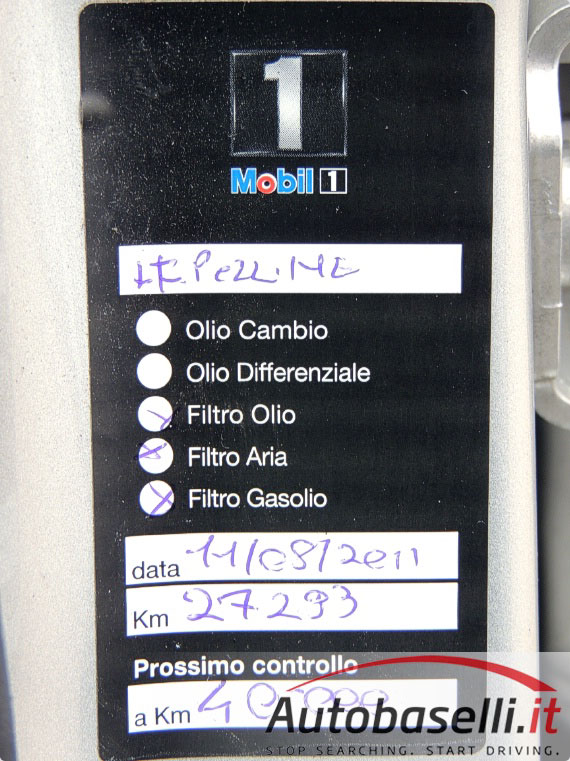 1
Mobil 1
Olio Cambio
Olio Differenziale
Filtro Olio
Filtro Aria
Filtro Gasolio
data 11/08/2011
Km 27293
Prossimo controllo
a Km 40000
Autobaselli.it
STOP SEARCHING. START DRIVING.